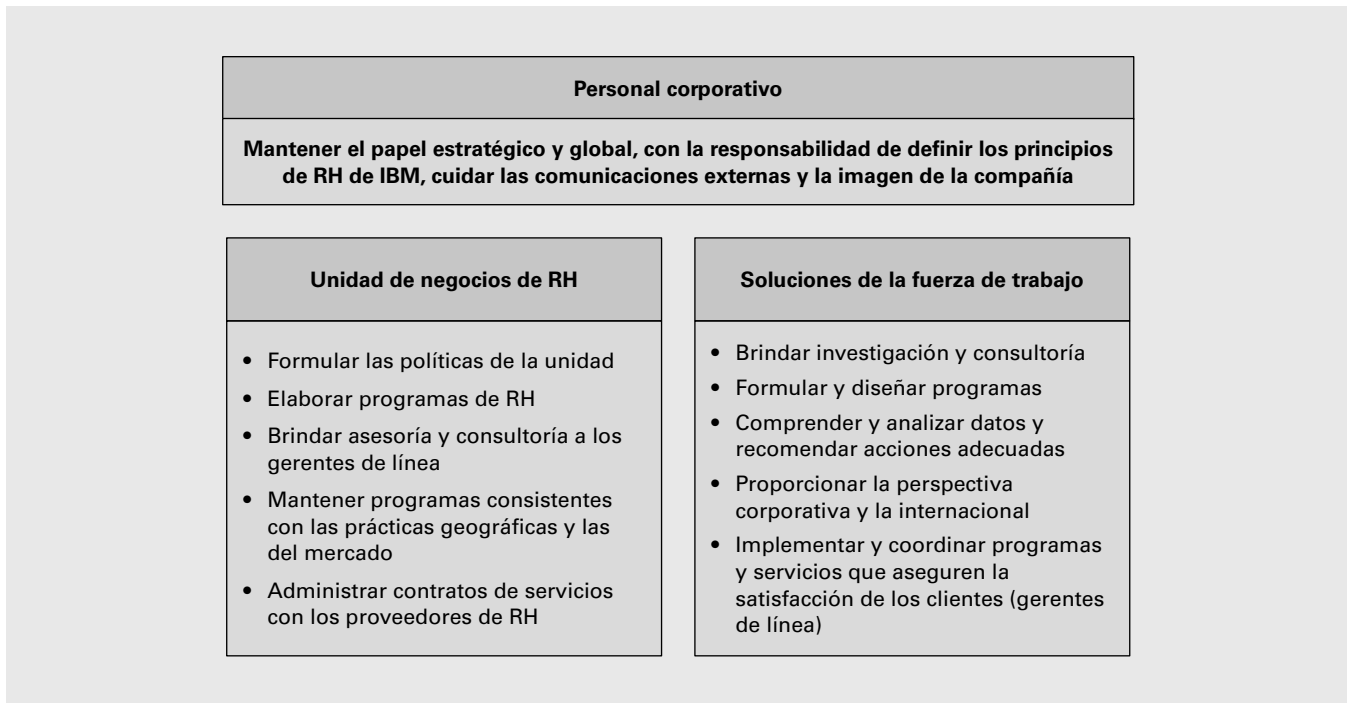 Personal corporativo
Mantener el papel estratégico y global, con la responsabilidad de definir los principios
de RH de IBM, cuidar las comunicaciones externas y la imagen de la compañía
Unidad de negocios de RH
• Formular las políticas de la unidad
• Elaborar programas de RH
• Brindar asesoría y consultoría a los
gerentes de línea
• Mantener programas consistentes
con las prácticas geográficas y las
del mercado
• Administrar contratos de servicios
con los proveedores de RH
Soluciones de la fuerza de trabajo
• Brindar investigación y consultoría
• Formular y diseñar programas
• Comprender y analizar datos y
recomendar acciones adecuadas
• Proporcionar la perspectiva
corporativa y la internacional
• Implementar y coordinar programas
y servicios que aseguren la
satisfacción de los clientes (gerentes
de línea)